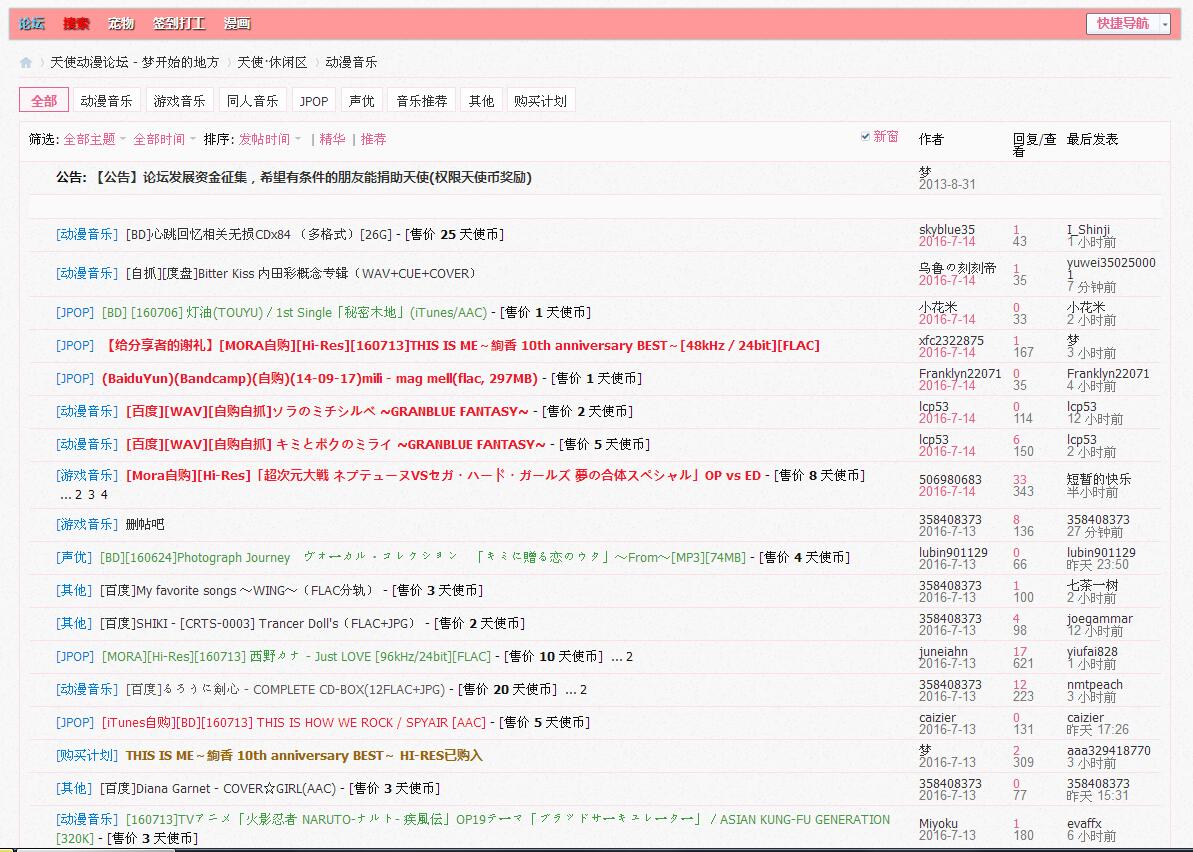 论坛 搜索 宠物 签到打工 漫画 快捷导航
天使动漫论坛 - 梦开始的地方 › 天使·休闲区 › 动漫音乐
全部 动漫音乐 游戏音乐 同人音乐 JPOP 声优 音乐推荐 其他 购买计划
筛选: 全部主题 全部时间 排序: 发帖时间 | 精华 | 推荐 新窗 作者 回复/查看 最后发表
公告: 【公告】论坛发展资金征集，希望有条件的朋友能捐助天使(权限天使币奖励) 梦
2013-8-31
[动漫音乐] [BD]心跳回忆相关无损CDx84 （多格式）[26G] - [售价 25 天使币] skyblue35 1 I_Shinji
2016-7-14 43 1 小时前
[动漫音乐] [自抓][度盘]Bitter Kiss 内田彩概念专辑（WAV+CUE+COVER） 乌鲁の刻刻帝 1 yuwei350250001
2016-7-14 35 7 分钟前
[JPOP] [BD] [160706] 灯油(TOUYU) / 1st Single「秘密木地」(iTunes/AAC) - [售价 1 天使币] 小花米 0 小花米
2016-7-14 33 2 小时前
[JPOP] 【给分享者的谢礼】[MORA自购][Hi-Res][160713]THIS IS ME～絢香 10th anniversary BEST～[48kHz / 24bit][FLAC] xfc2322875 1 梦
2016-7-14 167 3 小时前
[JPOP] (BaiduYun)(Bandcamp)(自购)(14-09-17)mili - mag mell(flac, 297MB) - [售价 1 天使币] Franklyn22071 0 Franklyn22071
2016-7-14 35 4 小时前
[动漫音乐] [百度][WAV][自购自抓]ソラのミチシルベ ~GRANBLUE FANTASY~ - [售价 2 天使币] lcp53 0 lcp53
2016-7-14 114 12 小时前
[动漫音乐] [百度][WAV][自购自抓] キミとボクのミライ ~GRANBLUE FANTASY~ - [售价 5 天使币] lcp53 6 lcp53
2016-7-14 150 2 小时前
[游戏音乐] [Mora自购][Hi-Res]「超次元大戦 ネプテューヌVSセガ・ハード・ガールズ 夢の合体スペシャル」OP vs ED - [售价 8 天使币] 506980683 33 短暂的快乐
... 2 3 4 2016-7-14 343 半小时前
[游戏音乐] 删帖吧 358408373 8 358408373
2016-7-13 136 27 分钟前
[声优] [BD][160624]Photograph Journey ヴォーカル・コレクション 「キミに贈る恋のウタ」～From～[MP3][74MB] - [售价 4 天使币] lubin901129 0 lubin901129
2016-7-13 66 昨天 23:50
[其他] [百度]My favorite songs ～WING～（FLAC分轨） - [售价 3 天使币] 358408373 1 七茶一树
2016-7-13 100 2 小时前
[其他] [百度]SHIKI - [CRTS-0003] Trancer Doll's（FLAC+JPG） - [售价 2 天使币] 358408373 4 joegammar
2016-7-13 98 12 小时前
[JPOP] [MORA][Hi-Res][160713] 西野カナ - Just LOVE [96kHz/24bit][FLAC] - [售价 10 天使币] ... 2 juneiahn 17 yiufai828
2016-7-13 621 1 小时前
[动漫音乐] [百度]るろうに剣心 - COMPLETE CD-BOX(12FLAC+JPG) - [售价 20 天使币] ... 2 358408373 12 nmtpeach
2016-7-13 223 3 小时前
[JPOP] [iTunes自购][BD][160713] THIS IS HOW WE ROCK / SPYAIR [AAC] - [售价 5 天使币] caizier 0 caizier
2016-7-13 131 昨天 17:26
[购买计划] THIS IS ME～絢香 10th anniversary BEST～ HI-RES已购入 梦 2 aaa329418770
2016-7-13 309 3 小时前
[其他] [百度]Diana Garnet - COVER☆GIRL(AAC) - [售价 3 天使币] 358408373 0 358408373
2016-7-13 77 昨天 15:31
[动漫音乐] [160713]TVアニメ「火影忍者 NARUTO-ナルト- 疾風伝」OP19テーマ「ブラッドサーキュレーター」 / ASIAN KUNG-FU GENERATION Miyoku 1 evaffx
[320K] - [售价 3 天使币] 2016-7-13 180 6 小时前